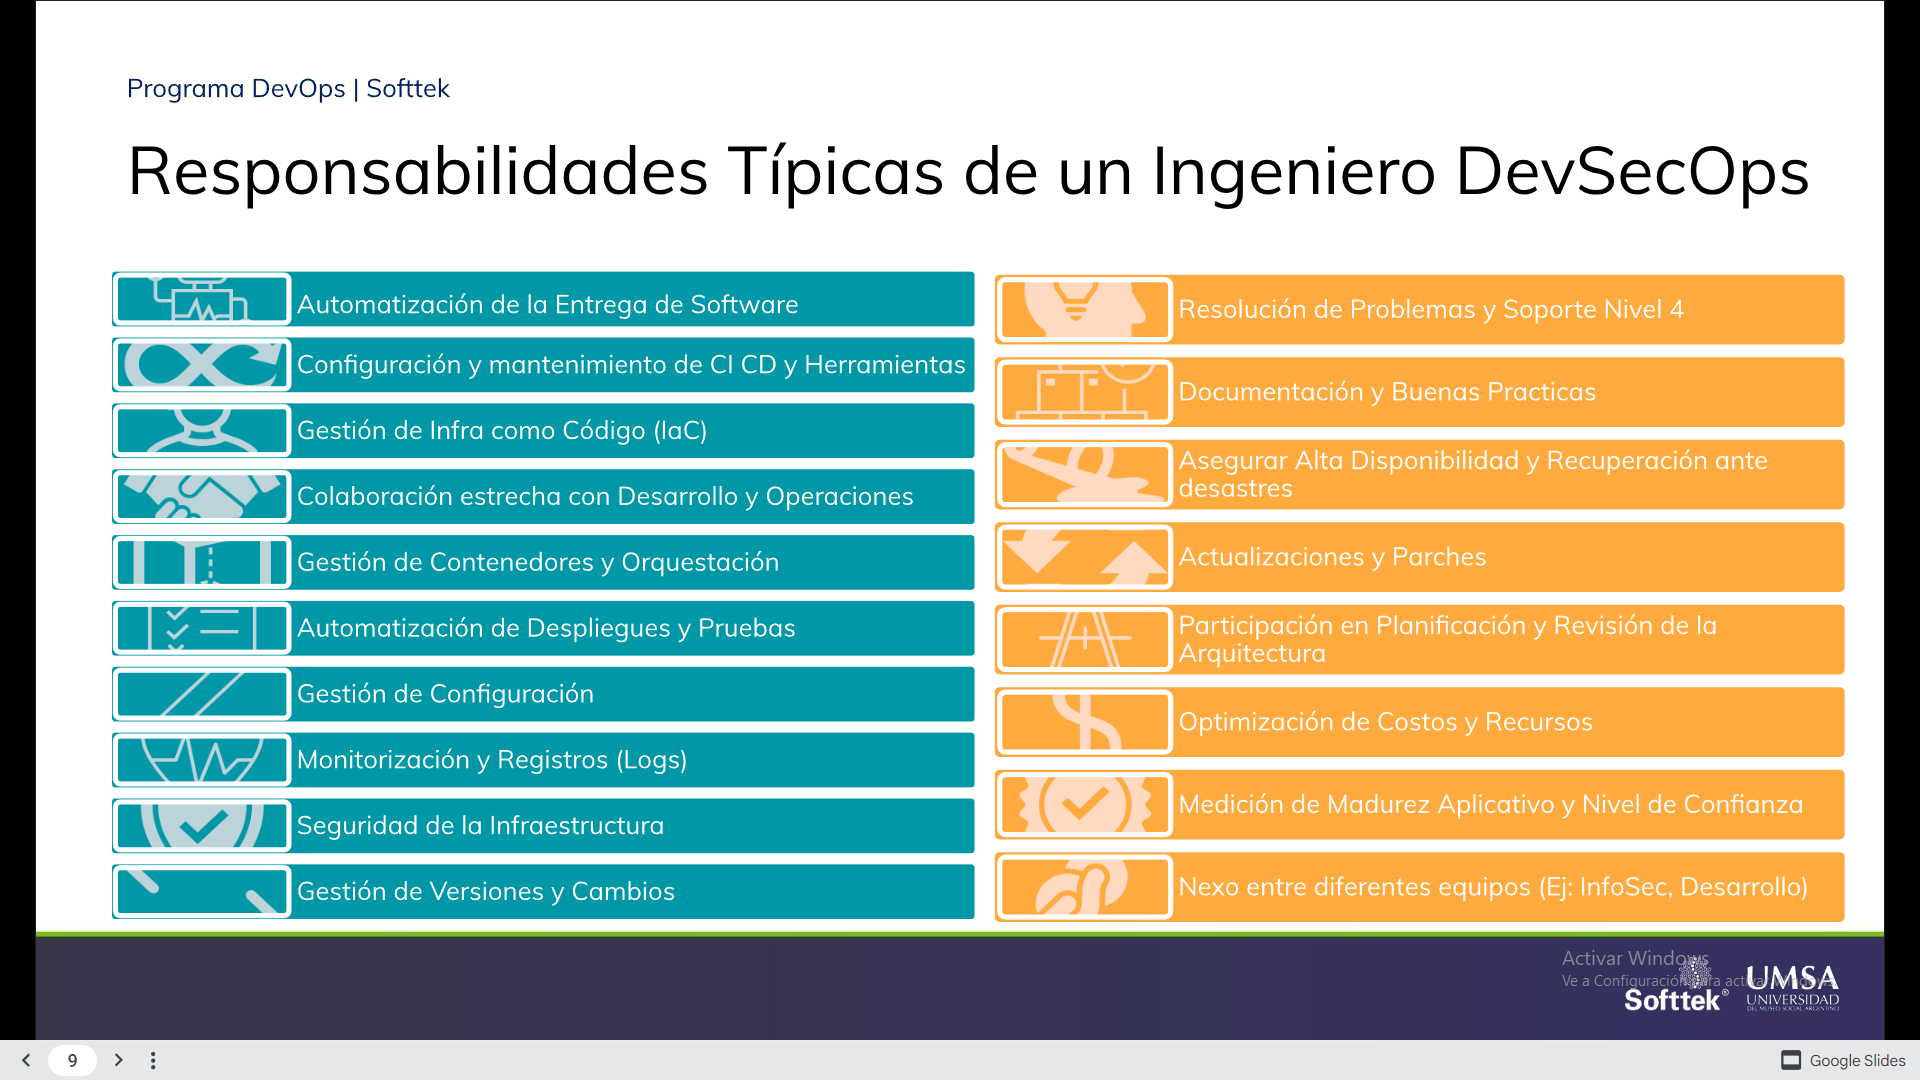 Programa DevOps | Softtek
Responsabilidades Típicas de un Ingeniero DevSecOps
Automatización de la Entrega de Software
Configuración y mantenimiento de CI CD y Herramientas
Gestión de Infra como Código (IaC)
Colaboración estrecha con Desarrollo y Operaciones
Gestión de Contenedores y Orquestación
Automatización de Despliegues y Pruebas
Gestión de Configuración
Monitorización y Registros (Logs)
Seguridad de la Infraestructura
Gestión de Versiones y Cambios
Resolución de Problemas y Soporte Nivel 4
Documentación y Buenas Practicas
Asegurar Alta Disponibilidad y Recuperación ante
desastres
Actualizaciones y Parches
Participación en Planificación y Revisión de la
Arquitectura
Optimización de Costos y Recursos
Medición de Madurez Aplicativo y Nivel de Confianza
Nexo entre diferentes equipos (Ej: InfoSec, Desarrollo)
Activar Windows
Ve a Configuración para activar Windows.
Softtek®
UMSA
UNIVERSIDAD
DEL MUSEO SOCIAL ARGENTINO
9
Google Slides